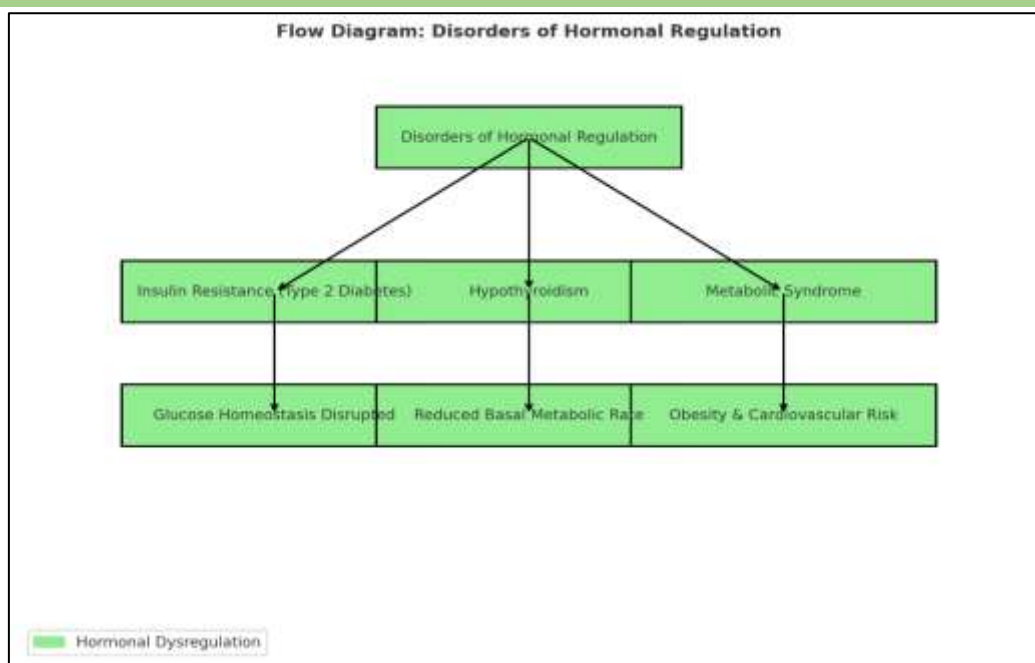 Flow Diagram: Disorders of Hormonal Regulation
Disorders of Hormonal Regulation
Insulin Resistance (Type 2 Diabetes)
Hypothyroidism
Metabolic Syndrome
Glucose Homeostasis Disrupted
Reduced Basal Metabolic Rate
Obesity & Cardiovascular Risk
Hormonal Dysregulation